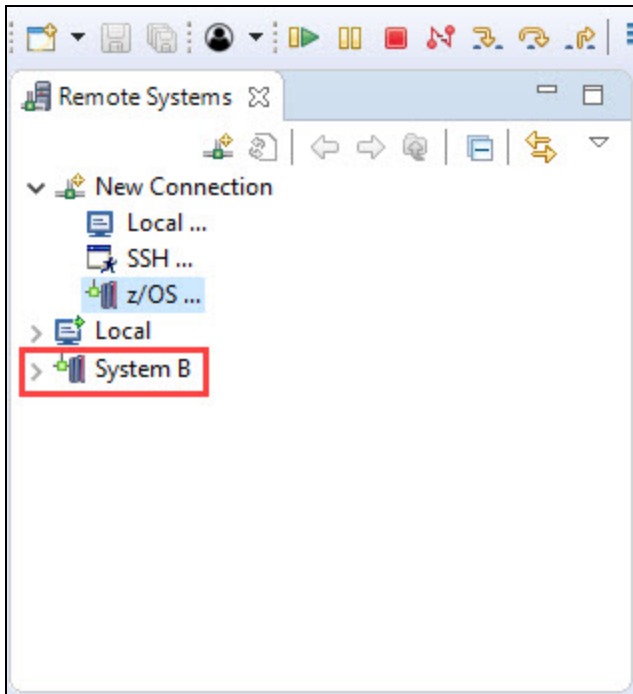 Remote Systems
New Connection
Local ...
SSH ...
z/OS ...
Local
System B